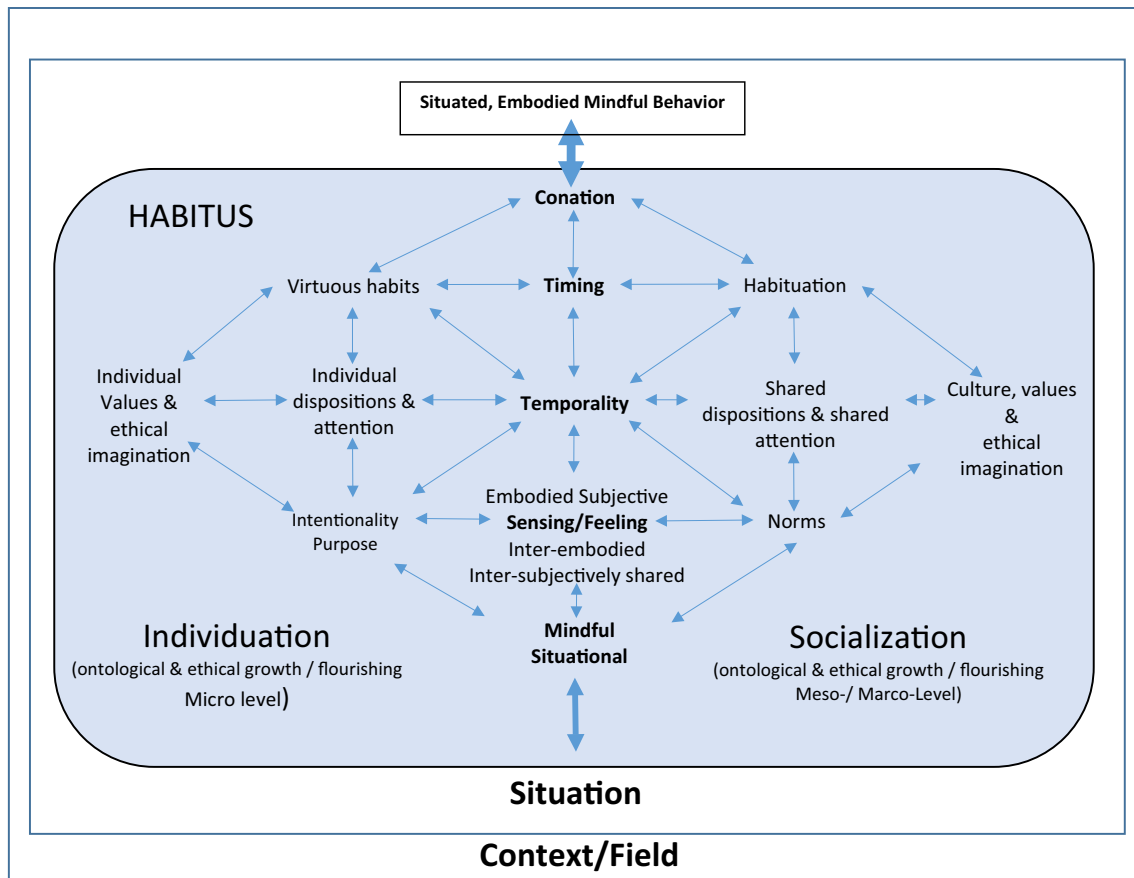 Situated, Embodied Mindful Behavior
HABITUS
Conation
Virtuous habits
Timing
Habituation
Individual
Values &
ethical
imagination
Individual
dispositions &
attention
Temporality
Shared
dispositions & shared
attention
Culture, values
&
ethical
imagination
Intentionality
Purpose
Embodied Subjective
Sensing/Feeling
Inter-embodied
Inter-subjectively shared
Norms
Mindful
Situational
Individuation
(ontological & ethical growth / flourishing
Micro level)
Socialization
(ontological & ethical growth / flourishing
Meso-/ Marco-Level)
Situation
Context/Field